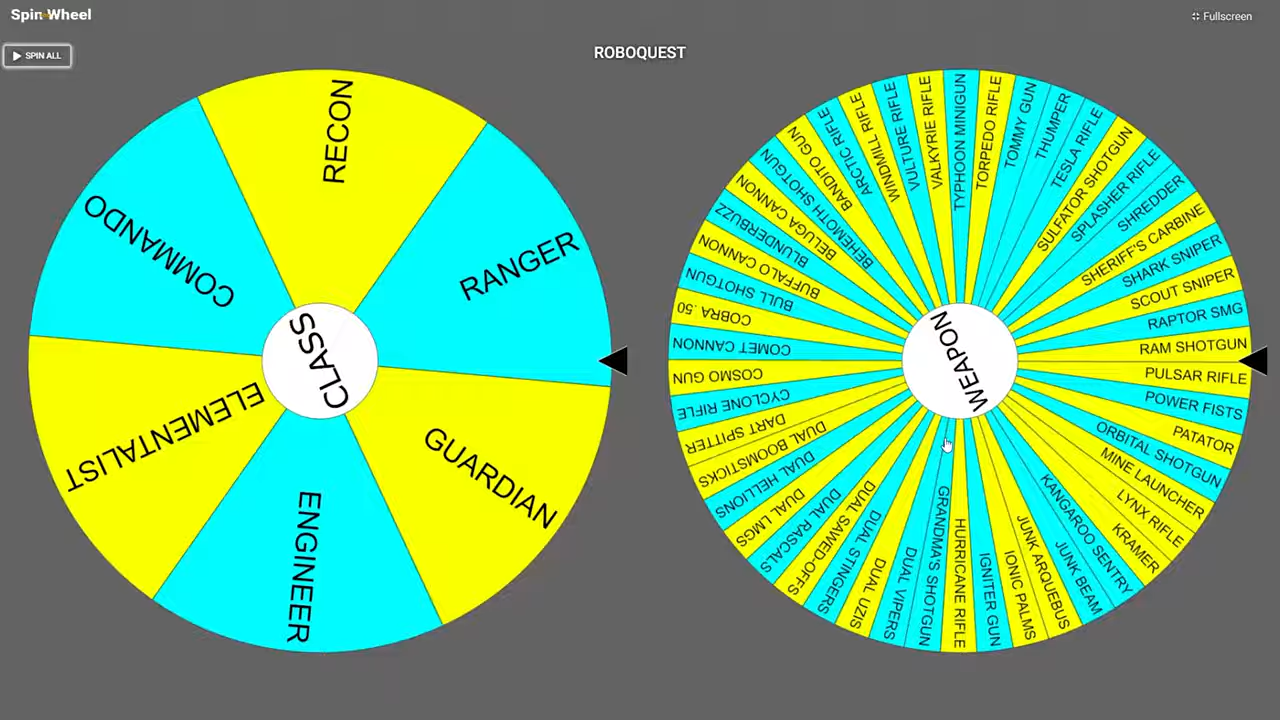 Spin Wheel
Fullscreen
SPIN ALL
ROBOQUEST
RECON
RANGER
GUARDIAN
ENGINEER
ELEMENTALIST
COMMANDO
CLASS
TYPHOON MINIGUN
TORPEDO RIFLE
TOMMY GUN
THUMPER
TESLA RIFLE
SULFATOR SHOTGUN
SPLASHER RIFLE
SHREDDER
SHERIFF'S CARBINE
SHARK SNIPER
SCOUT SNIPER
RAPTOR SMG
RAM SHOTGUN
PULSAR RIFLE
POWER FISTS
PATATOR
ORBITAL SHOTGUN
MINE LAUNCHER
LYNX RIFLE
KRAMER
KANGAROO SENTRY
JUNK BEAM
JUNK ARQUEBUS
IONIC PALMS
IGNITER GUN
HURRICANE RIFLE
GRANDMA'S SHOTGUN
DUAL VIPERS
DUAL UZIS
DUAL STINGERS
DUAL SAWED-OFFS
DUAL RASCALS
DUAL LMGS
DUAL HELLIONS
DUAL BOOMSTICKS
DART SPITTER
CYCLONE RIFLE
COSMO GUN
COMET CANNON
COBRA .50
BULL SHOTGUN
BUFFALO CANNON
BLUNDERBUZZ
BELUGA CANNON
BEHEMOTH SHOTGUN
BANDITO GUN
ARCTIC RIFLE
WINDMILL RIFLE
VULTURE RIFLE
VALKYRIE RIFLE
WEAPON